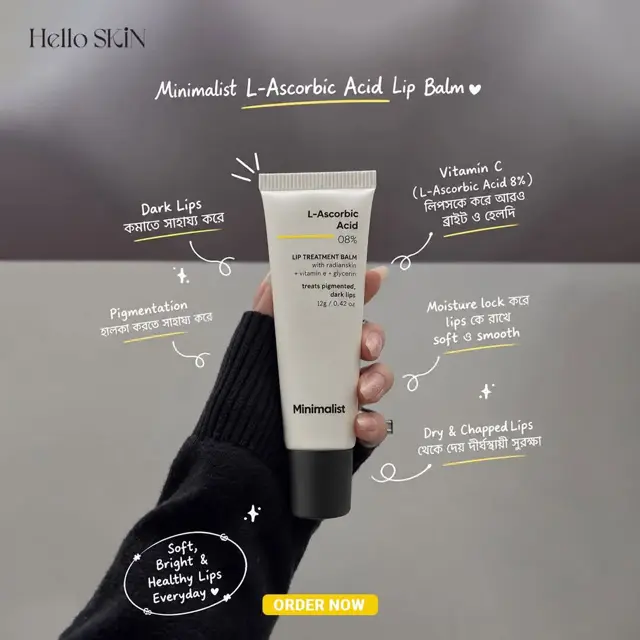 Hello SKiN
Minimalist L-Ascorbic Acid Lip Balm
Dark Lips
কমাতে সাহায্য করে
Pigmentation
হালকা করতে সাহায্য করে
Vitamin C
(L-Ascorbic Acid 8%)
লিপসকে করে আরও
ব্রাইট ও হেলদি
Moisture lock করে
lips কে রাখে
soft ও smooth
Dry & Chapped Lips
থেকে দেয় দীর্ঘস্থায়ী সুরক্ষা
L-Ascorbic
Acid
08%
LIP TREATMENT BALM
with radianskin
+ vitamin e + glycerin
treats pigmented,
dark lips
12g / 0.42 oz
Minimalist
Soft,
Bright &
Healthy Lips
Everyday
ORDER NOW